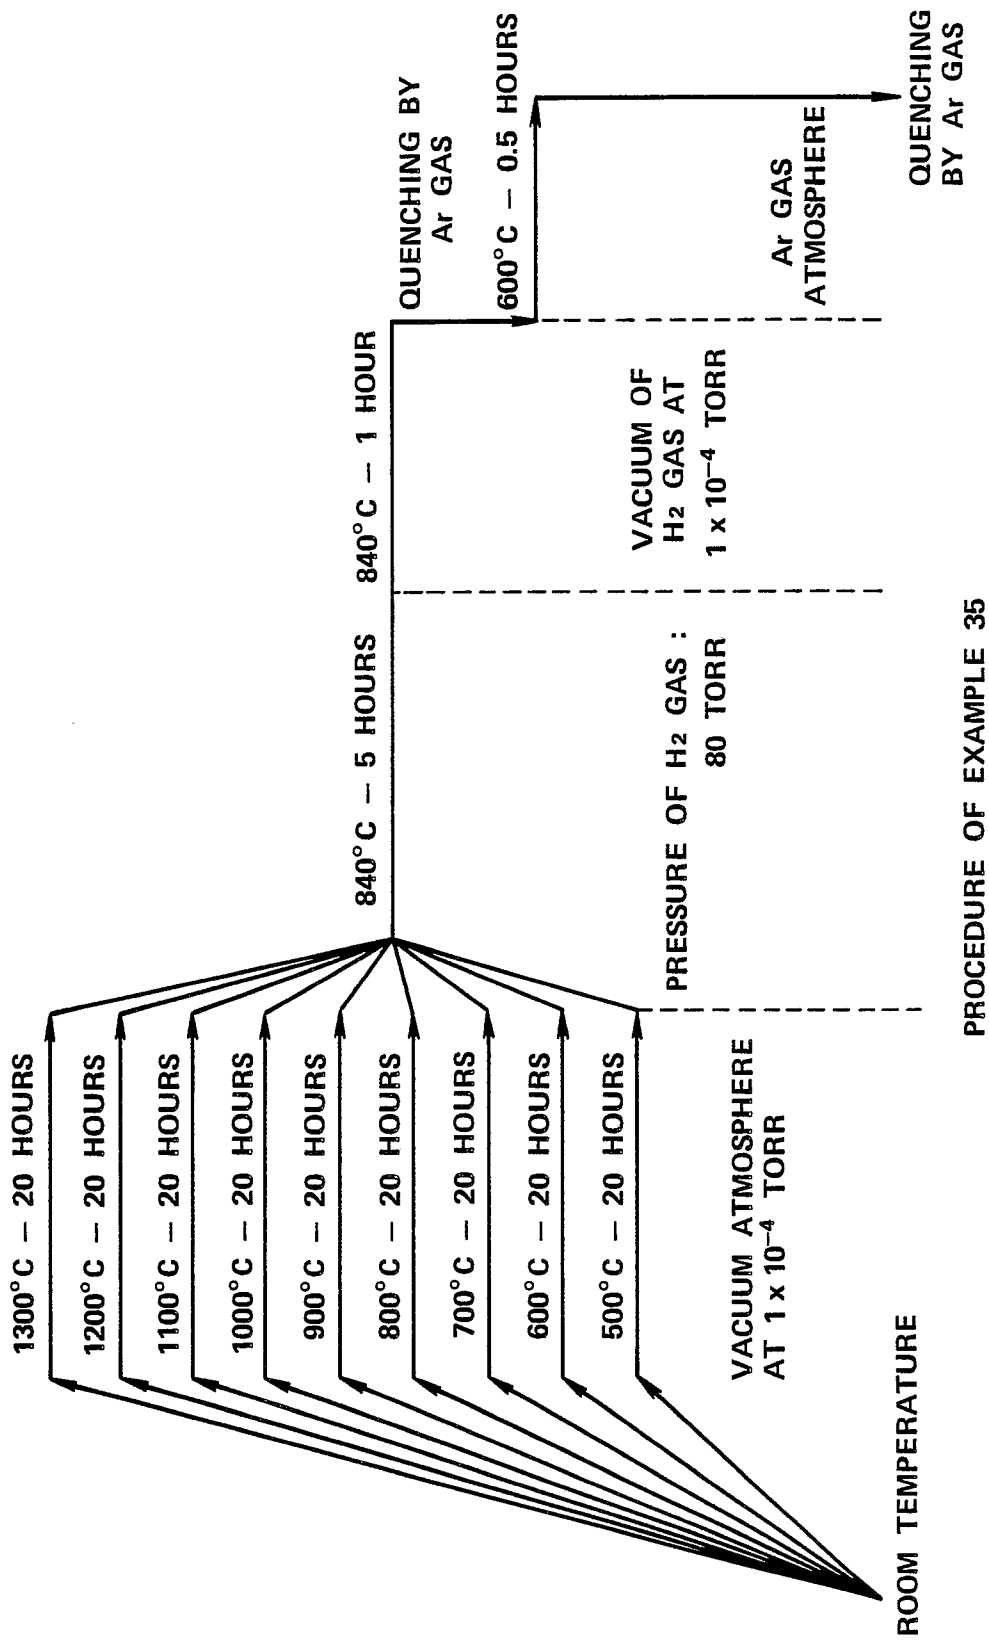 1300°C — 20 HOURS
1200°C — 20 HOURS
1100°C — 20 HOURS
1000°C — 20 HOURS
900°C — 20 HOURS
800°C — 20 HOURS
700°C — 20 HOURS
600°C — 20 HOURS
500°C — 20 HOURS
VACUUM ATMOSPHERE
AT 1 x 10⁻⁴ TORR
ROOM TEMPERATURE
840°C — 5 HOURS
PRESSURE OF H₂ GAS :
80 TORR
840°C — 1 HOUR
VACUUM OF
H₂ GAS AT
1 x 10⁻⁴ TORR
QUENCHING BY
Ar GAS
600°C — 0.5 HOURS
Ar GAS
ATMOSPHERE
QUENCHING
BY Ar GAS
PROCEDURE OF EXAMPLE 35